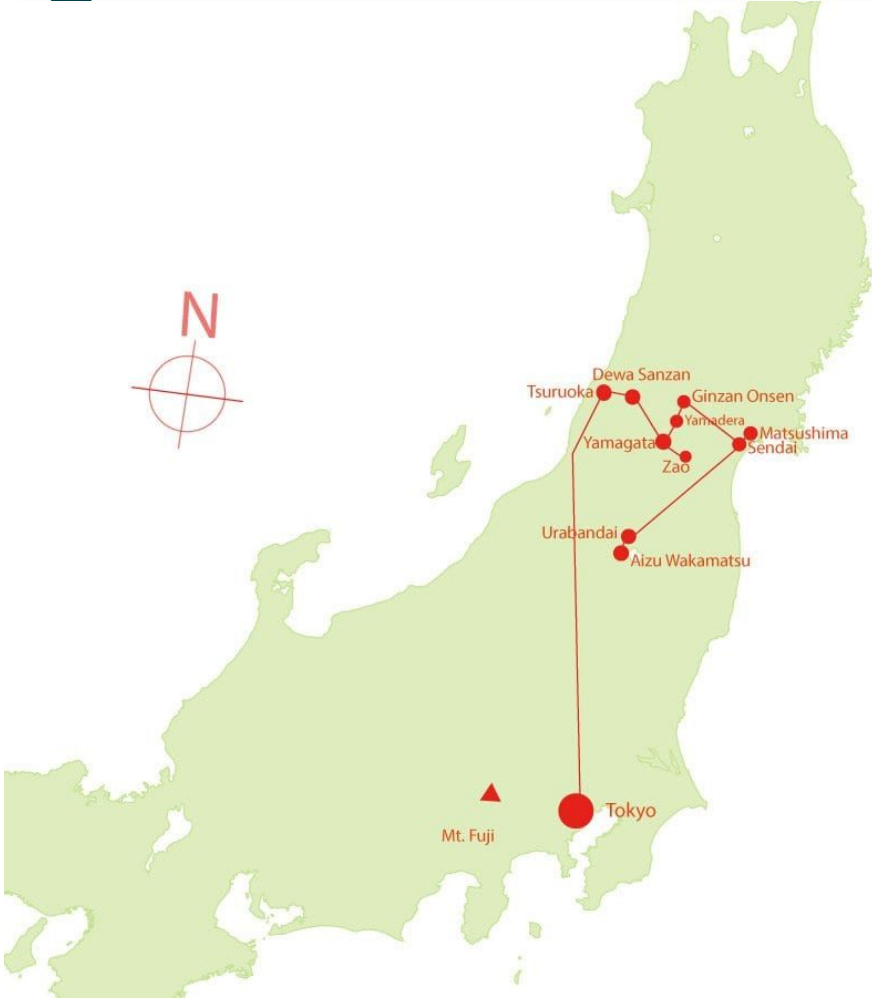 N
Dewa Sanzan
Tsuruoka
Ginzan Onsen
Yamadera
Matsushima
Yamagata
Sendai
Zao
Urabandai
Aizu Wakamatsu
Tokyo
Mt. Fuji